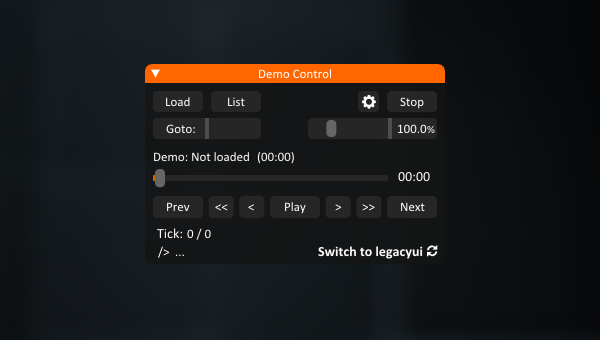 Demo Control
Load List Stop
Goto: 100.0%
Demo: Not loaded (00:00)
00:00
Prev << < Play > >> Next
Tick: 0 / 0
/> ... Switch to legacyui